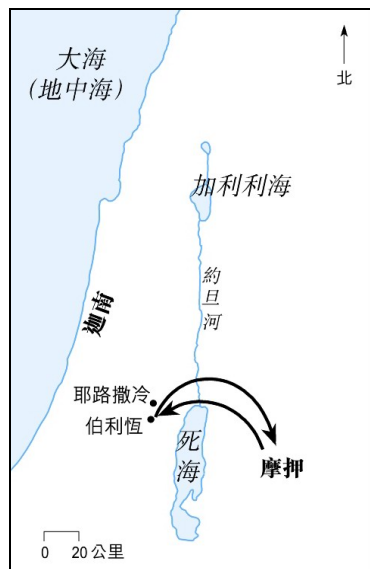 大海
(地中海)
北
加利利海
約旦河
迦南
耶路撒冷
伯利恆
死海
摩押
0 20 公里